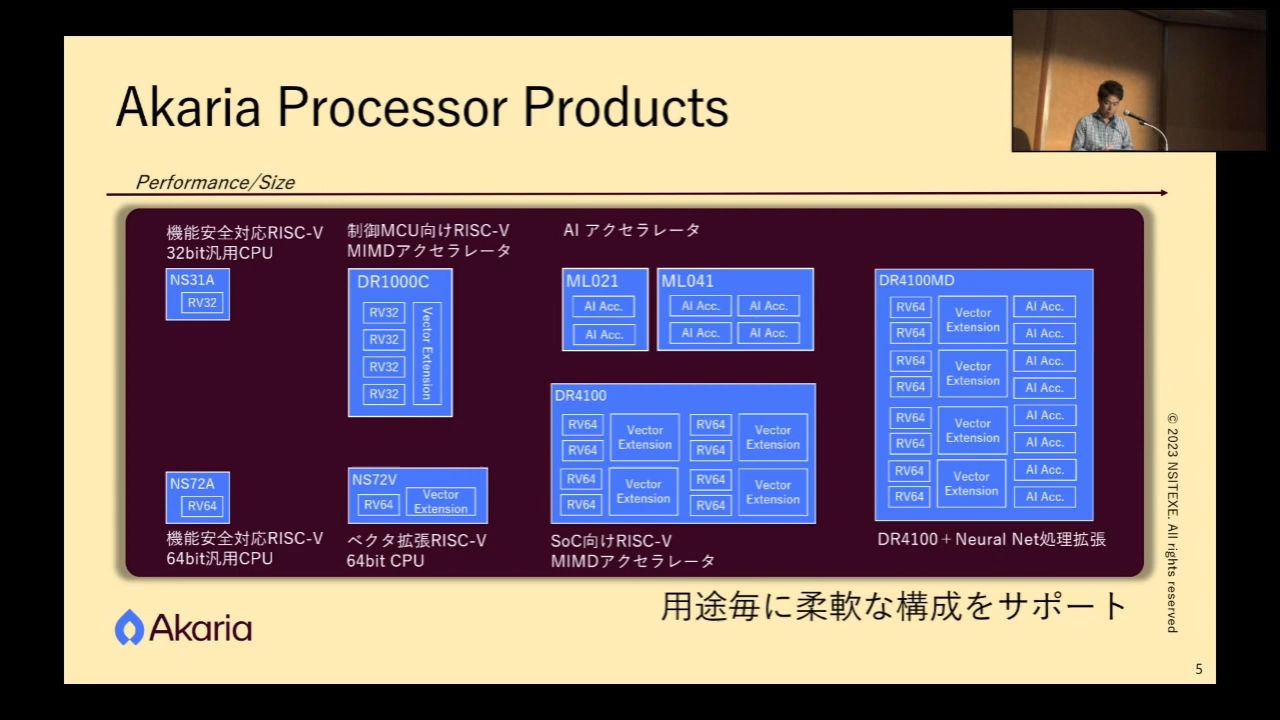 Akaria Processor Products
Performance/Size
機能安全対応RISC-V
32bit汎用CPU
NS31A
RV32
制御MCU向けRISC-V
MIMDアクセラレータ
DR1000C
RV32
RV32
RV32
RV32
Vector Extension
AI アクセラレータ
ML021
AI Acc.
AI Acc.
ML041
AI Acc. AI Acc.
AI Acc. AI Acc.
DR4100MD
RV64
RV64
Vector
Extension
AI Acc.
AI Acc.
RV64
RV64
Vector
Extension
AI Acc.
AI Acc.
RV64
RV64
Vector
Extension
AI Acc.
AI Acc.
RV64
RV64
Vector
Extension
AI Acc.
AI Acc.
DR4100＋Neural Net処理拡張
NS72A
RV64
機能安全対応RISC-V
64bit汎用CPU
NS72V
RV64
Vector
Extension
ベクタ拡張RISC-V
64bit CPU
DR4100
RV64
RV64
Vector
Extension
RV64
RV64
Vector
Extension
RV64
RV64
Vector
Extension
RV64
RV64
Vector
Extension
SoC向けRISC-V
MIMDアクセラレータ
用途毎に柔軟な構成をサポート
Akaria
© 2023 NSITEXE. All rights reserved
5